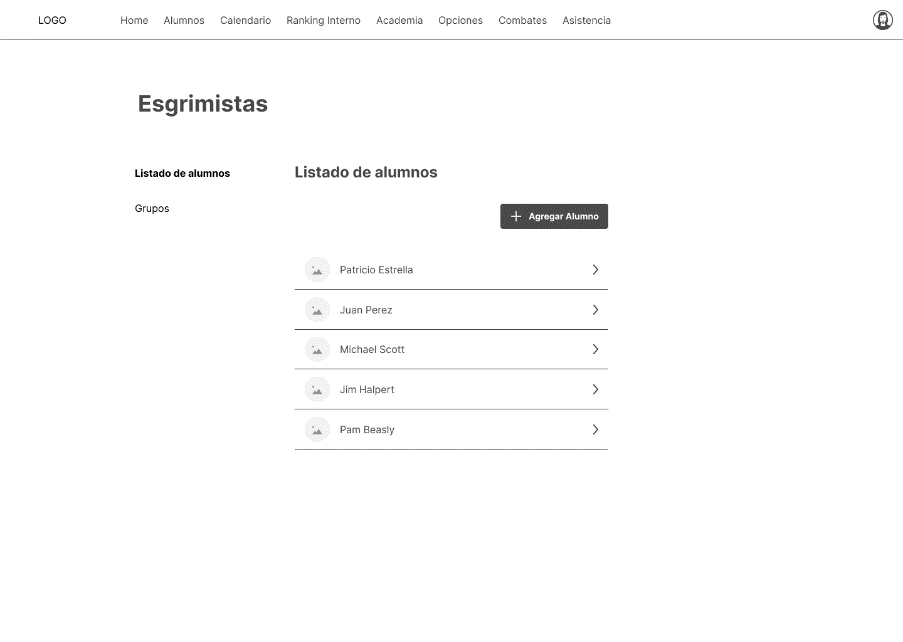 LOGO Home Alumnos Calendario Ranking Interno Academia Opciones Combates Asistencia
Esgrimistas
Listado de alumnos
Grupos
Listado de alumnos
Agregar Alumno
Patricio Estrella
Juan Perez
Michael Scott
Jim Halpert
Pam Beasly